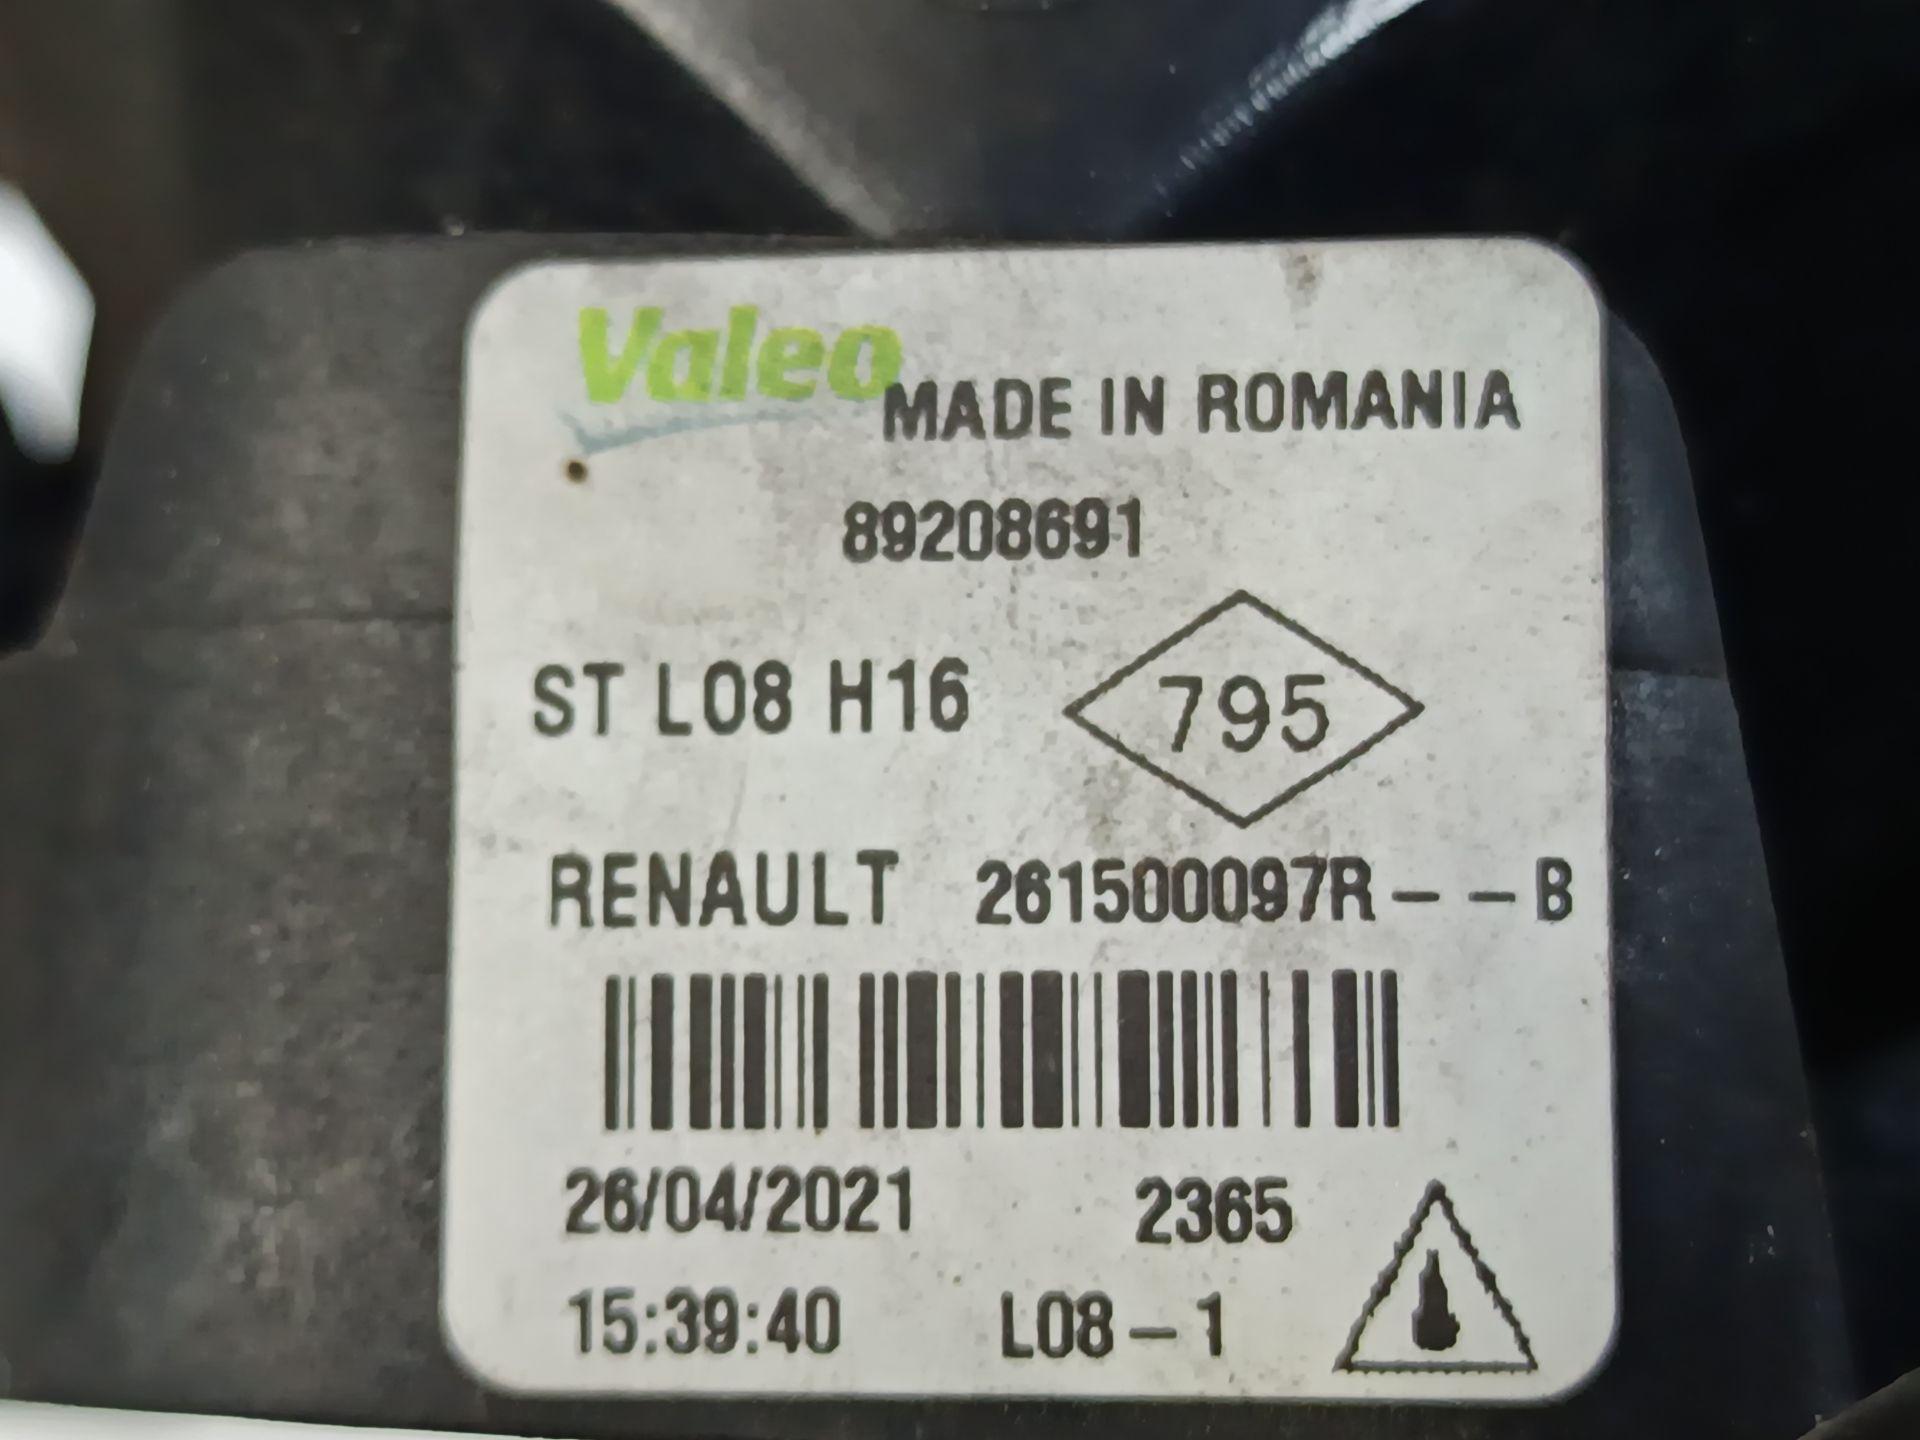 Valeo
MADE IN ROMANIA
89208691
ST L08 H16
795
RENAULT 261500097R--B
26/04/2021 2365
15:39:40 L08-1